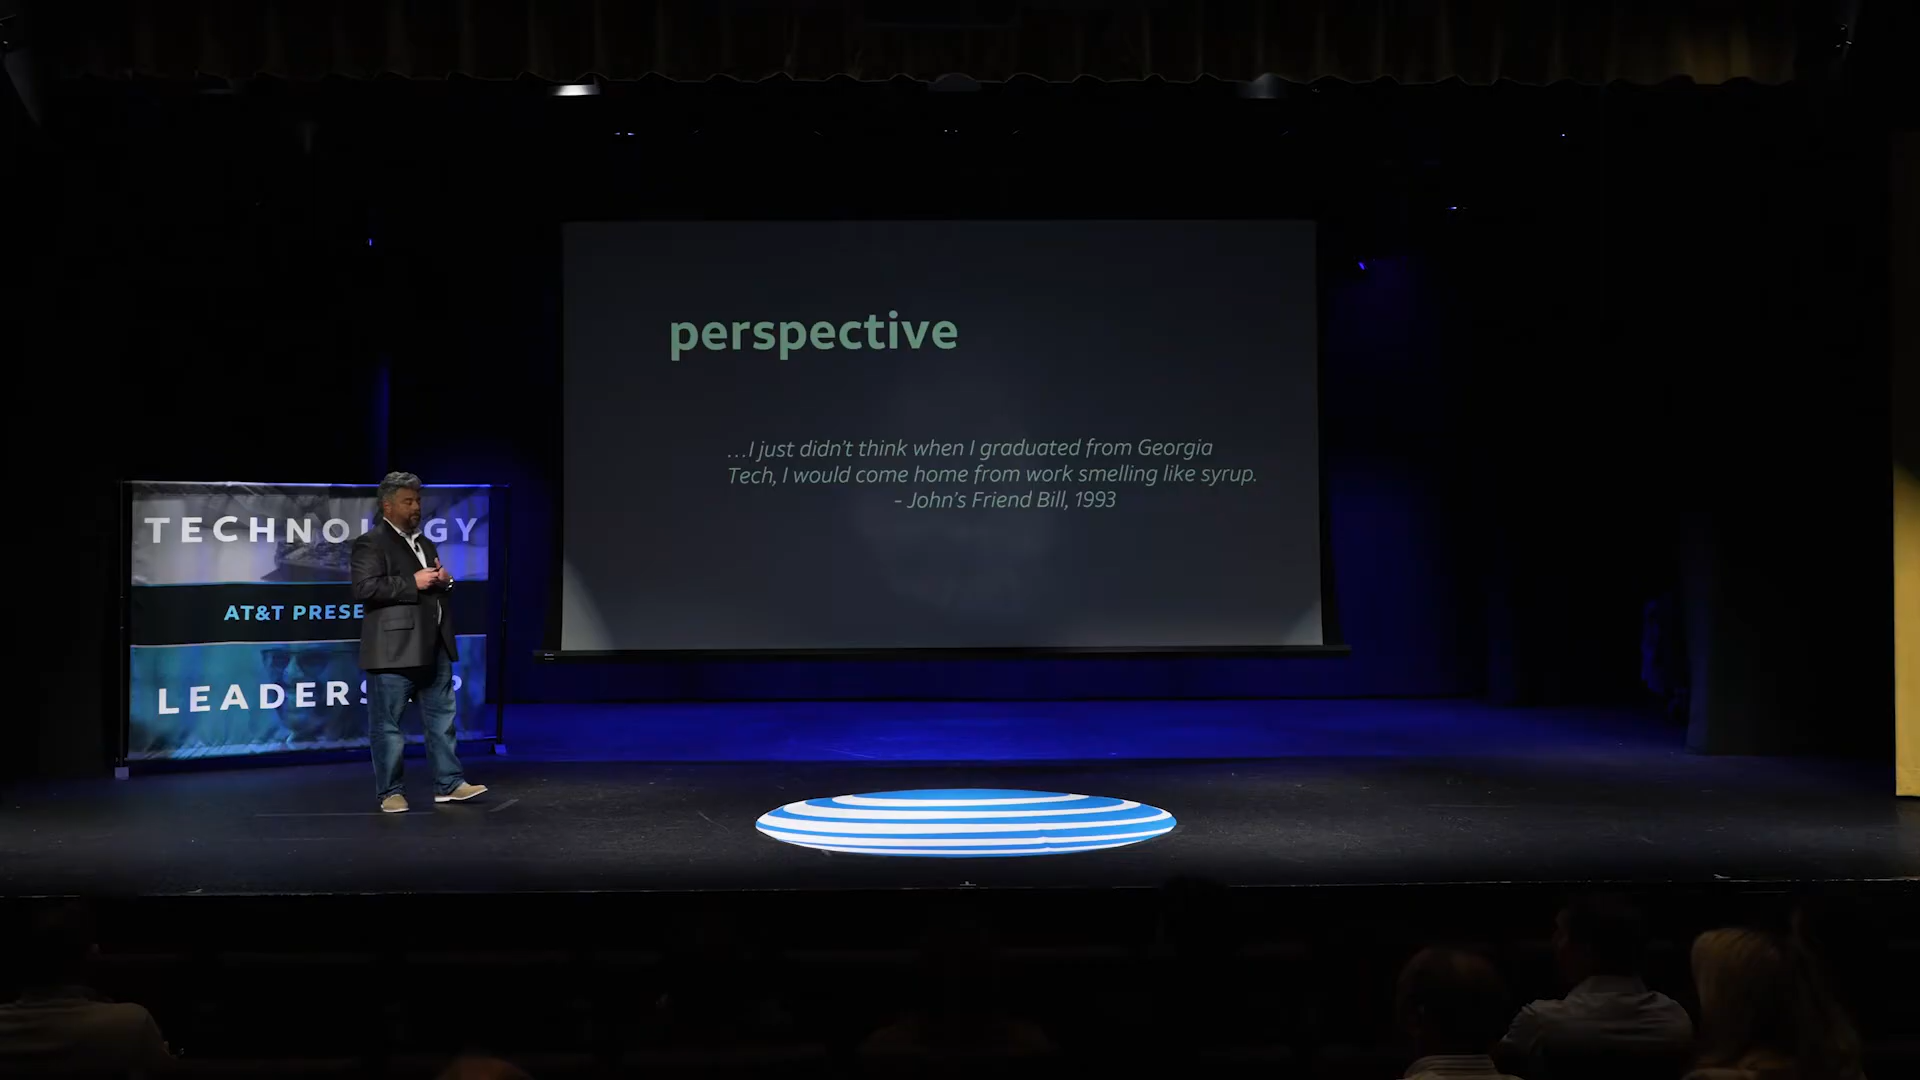 perspective
…I just didn't think when I graduated from Georgia
Tech, I would come home from work smelling like syrup.
- John's Friend Bill, 1993
TECHNO GY
AT&T PRESE
LEADERS P